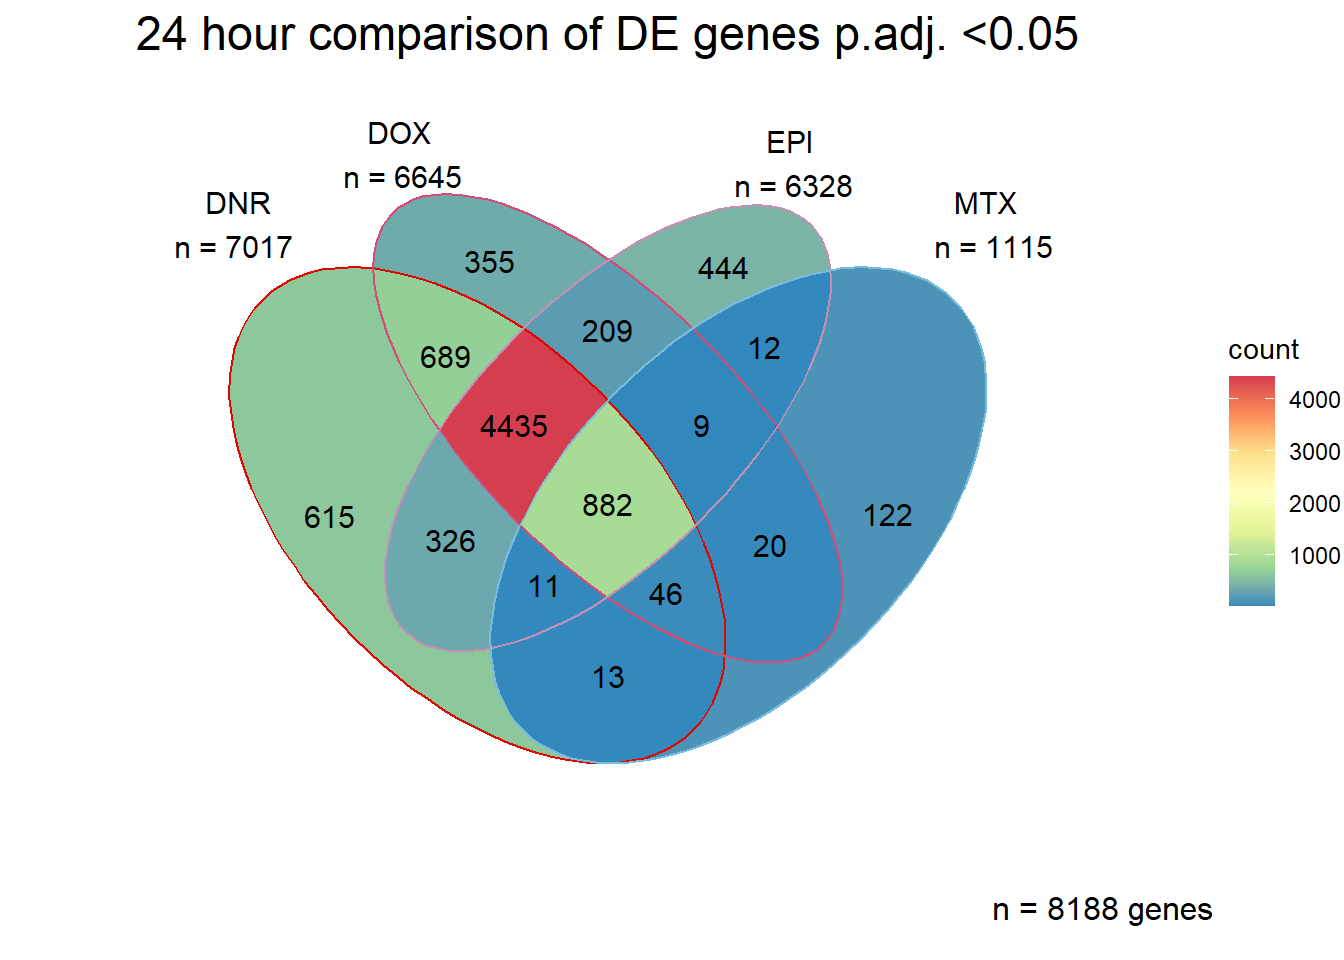 24 hour comparison of DE genes p.adj. <0.05
DOX
n = 6645
EPI
n = 6328
DNR
n = 7017
MTX
n = 1115
355
444
209
689
12
4435
9
882
615
326
122
20
11
46
13
count
4000
3000
2000
1000
n = 8188 genes